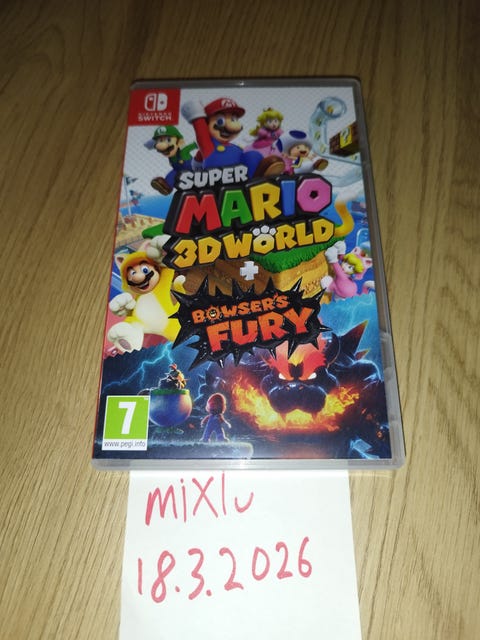 NINTENDO
SWITCH
SUPER
MARIO
3D WORLD
+
BOWSER'S
FURY
7
www.pegi.info
mixlu
18.3.2026